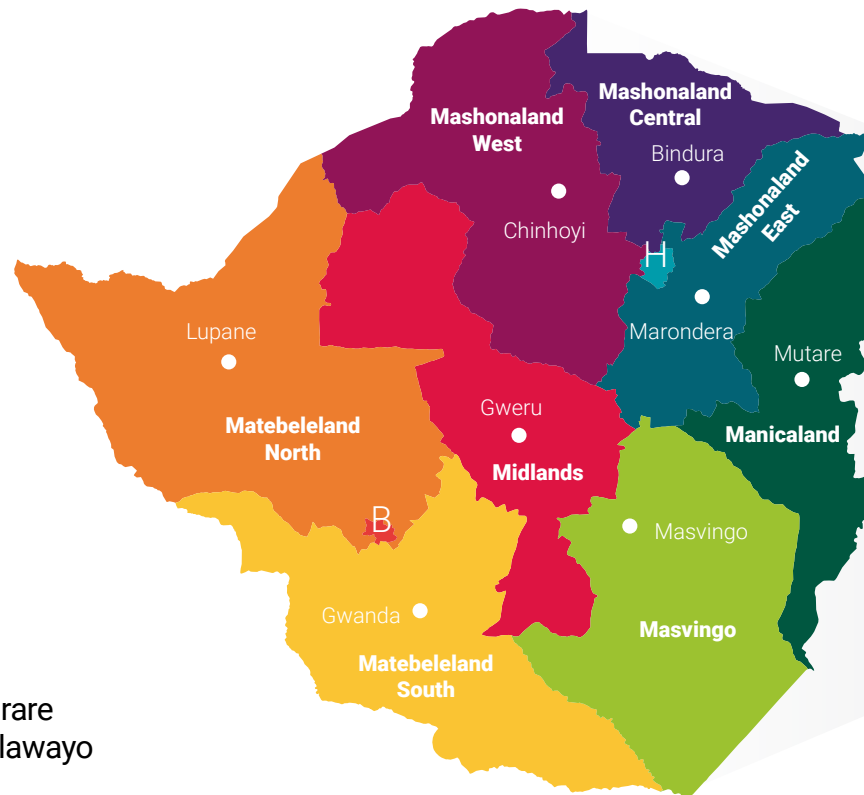 Mashonaland
Central
Mashonaland
West
Bindura
Mashonaland
East
Chinhoyi
H
Marondera
Lupane
Mutare
Gweru
Matebeleland
North
Manicaland
Midlands
B
Masvingo
Gwanda
Masvingo
Matebeleland
South
rare
lawayo